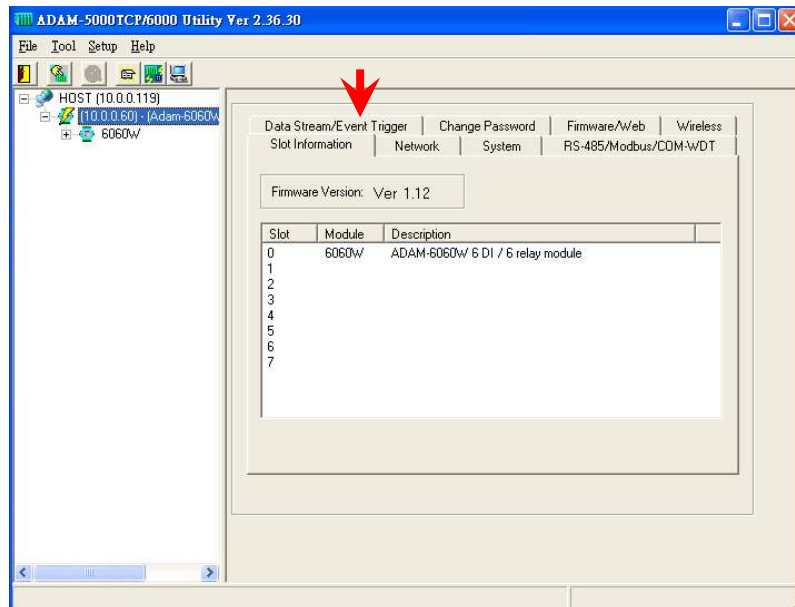 ADAM-5000TCP/6000 Utility Ver 2.36.30
File Tool Setup Help
HOST (10.0.0.119)
(10.0.0.60) - (Adam-6060W
6060W
Data Stream/Event Trigger Change Password Firmware/Web Wireless
Slot Information Network System RS-485/Modbus/COM-WDT
Firmware Version: Ver 1.12
Slot Module Description
0 6060W ADAM-6060W 6 DI / 6 relay module
1
2
3
4
5
6
7